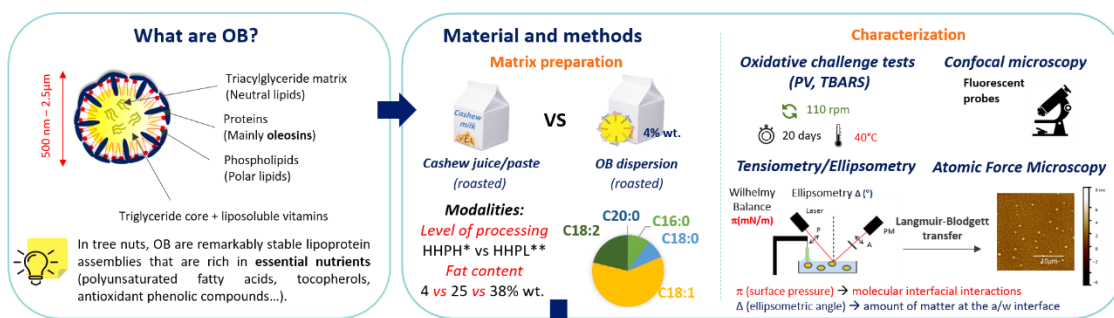 What are OB?
500 nm – 2.5µm
Triacylglyceride matrix
(Neutral lipids)
Proteins
(Mainly oleosins)
Phospholipids
(Polar lipids)
Triglyceride core + liposoluble vitamins
In tree nuts, OB are remarkably stable lipoprotein
assemblies that are rich in essential nutrients
(polyunsaturated fatty acids, tocopherols,
antioxidant phenolic compounds…).
Material and methods
Matrix preparation
Cashew
milk
VS
4% wt.
Cashew juice/paste
(roasted)
OB dispersion
(roasted)
Modalities:
Level of processing
HHPH* vs HHPL**
Fat content
4 vs 25 vs 38% wt.
C20:0
C16:0
C18:2
C18:0
C18:1
Characterization
Oxidative challenge tests
(PV, TBARS)
110 rpm
20 days
40°C
Confocal microscopy
Fluorescent
probes
Tensiometry/Ellipsometry
Wilhelmy
Balance
π(mN/m)
Ellipsometry Δ (°)
Laser
P
A
PM
Atomic Force Microscopy
Langmuir-Blodgett
transfer
10µm
π (surface pressure) → molecular interfacial interactions
Δ (ellipsometric angle) → amount of matter at the a/w interface